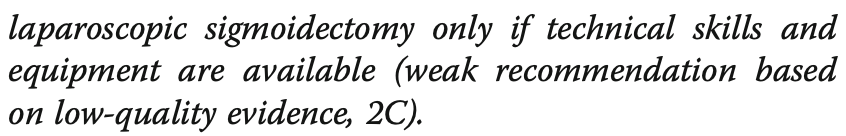 laparoscopic sigmoidectomy only if technical skills and
equipment are available (weak recommendation based
on low-quality evidence, 2C).